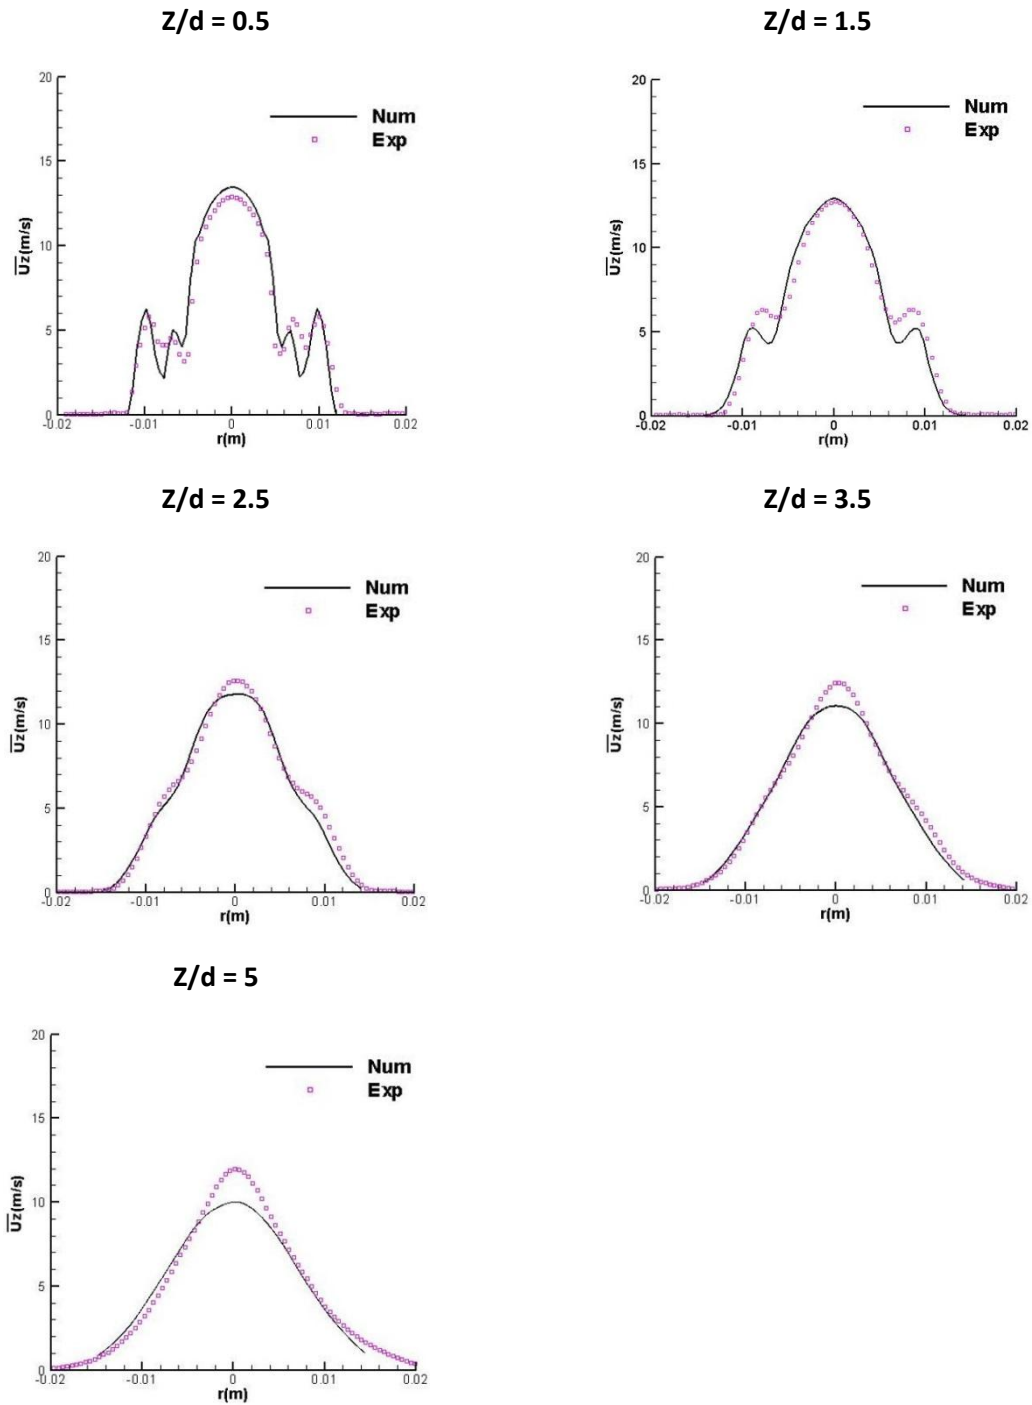 Z/d = 0.5
20
15
10
5
0
-0.02
-0.01
0
0.01
0.02
Uz(m/s)
r(m)
Num
Exp
Z/d = 1.5
20
15
10
5
0
-0.02
-0.01
0
0.01
0.02
Uz(m/s)
r(m)
Num
Exp
Z/d = 2.5
20
15
10
5
0
-0.02
-0.01
0
0.01
0.02
Uz(m/s)
r(m)
Num
Exp
Z/d = 3.5
20
15
10
5
0
-0.02
-0.01
0
0.01
0.02
Uz(m/s)
r(m)
Num
Exp
Z/d = 5
20
15
10
5
0
-0.02
-0.01
0
0.01
0.02
Uz(m/s)
r(m)
Num
Exp